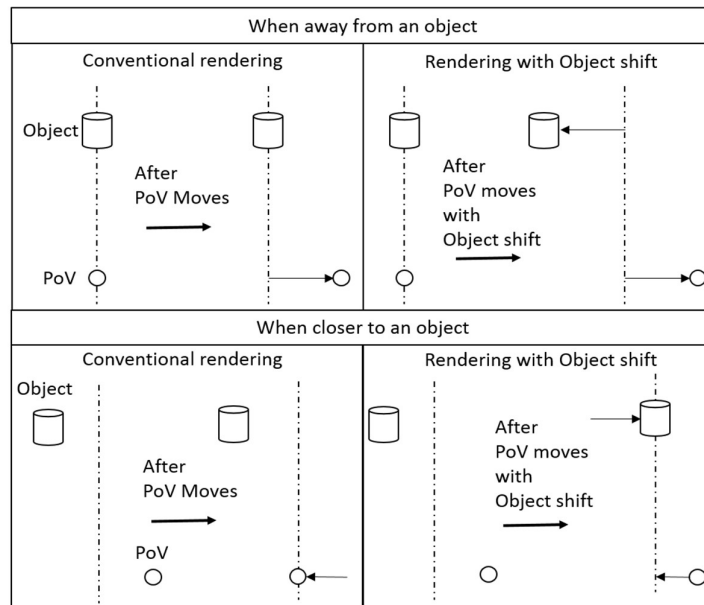 When away from an object
Conventional rendering
Object
After
PoV Moves
PoV
Rendering with Object shift
After
PoV moves
with
Object shift
When closer to an object
Conventional rendering
Object
After
PoV Moves
PoV
Rendering with Object shift
After
PoV moves
with
Object shift